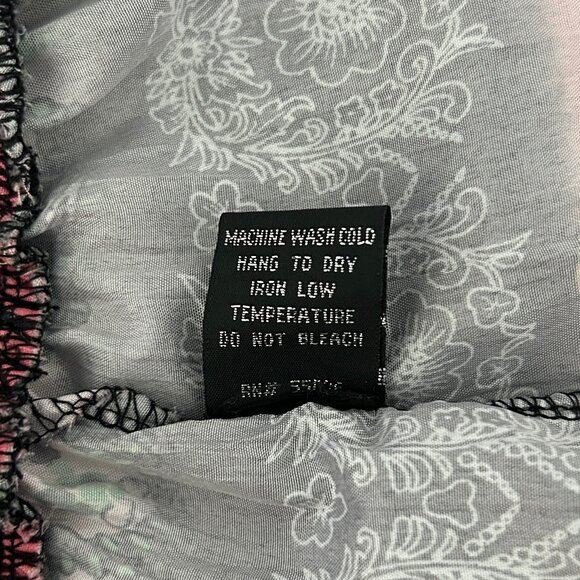 MACHINE WASH COLD
HANG TO DRY
IRON LOW
TEMPERATURE
DO NOT BLEACH
RN#